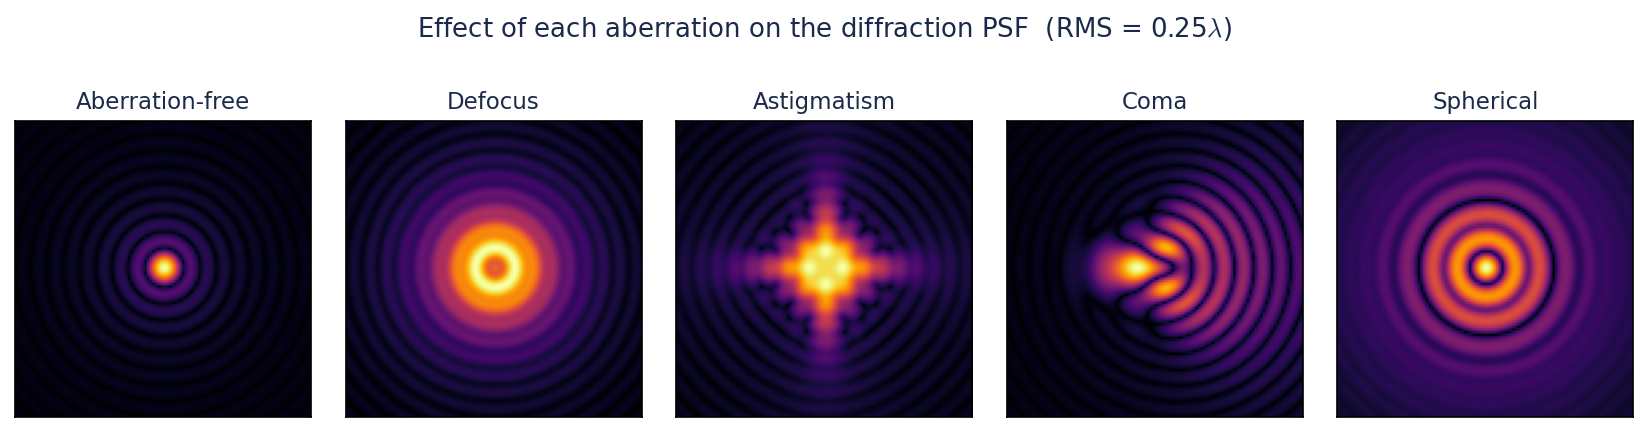 Effect of each aberration on the diffraction PSF (RMS = 0.25λ)
Aberration-free
Defocus
Astigmatism
Coma
Spherical